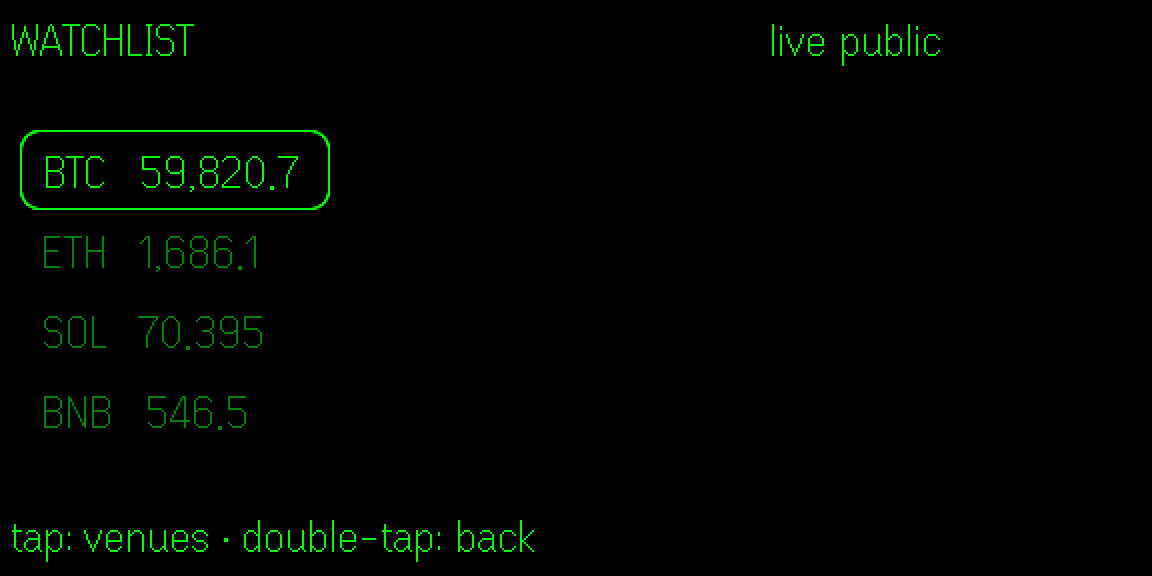 WATCHLIST live public
BTC 59,820.7
ETH 1,686.1
SOL 70.395
BNB 546.5
tap: venues · double-tap: back